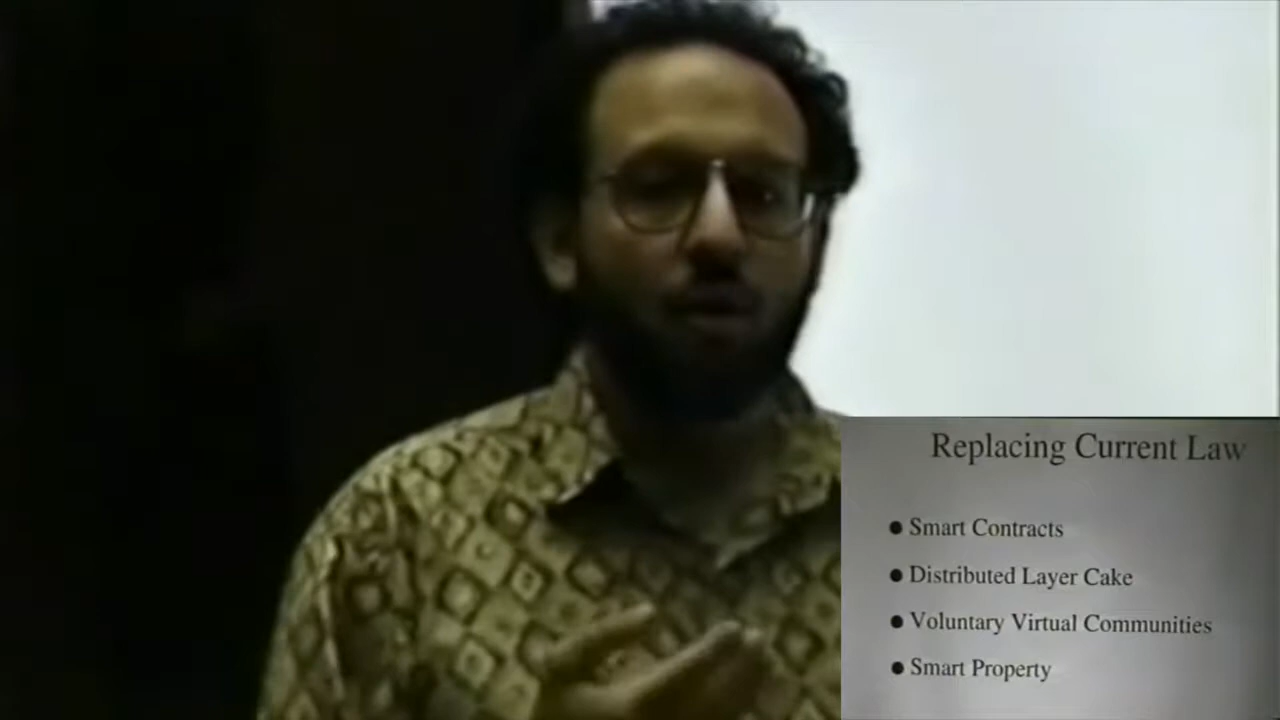 Replacing Current Law
● Smart Contracts
● Distributed Layer Cake
● Voluntary Virtual Communities
● Smart Property